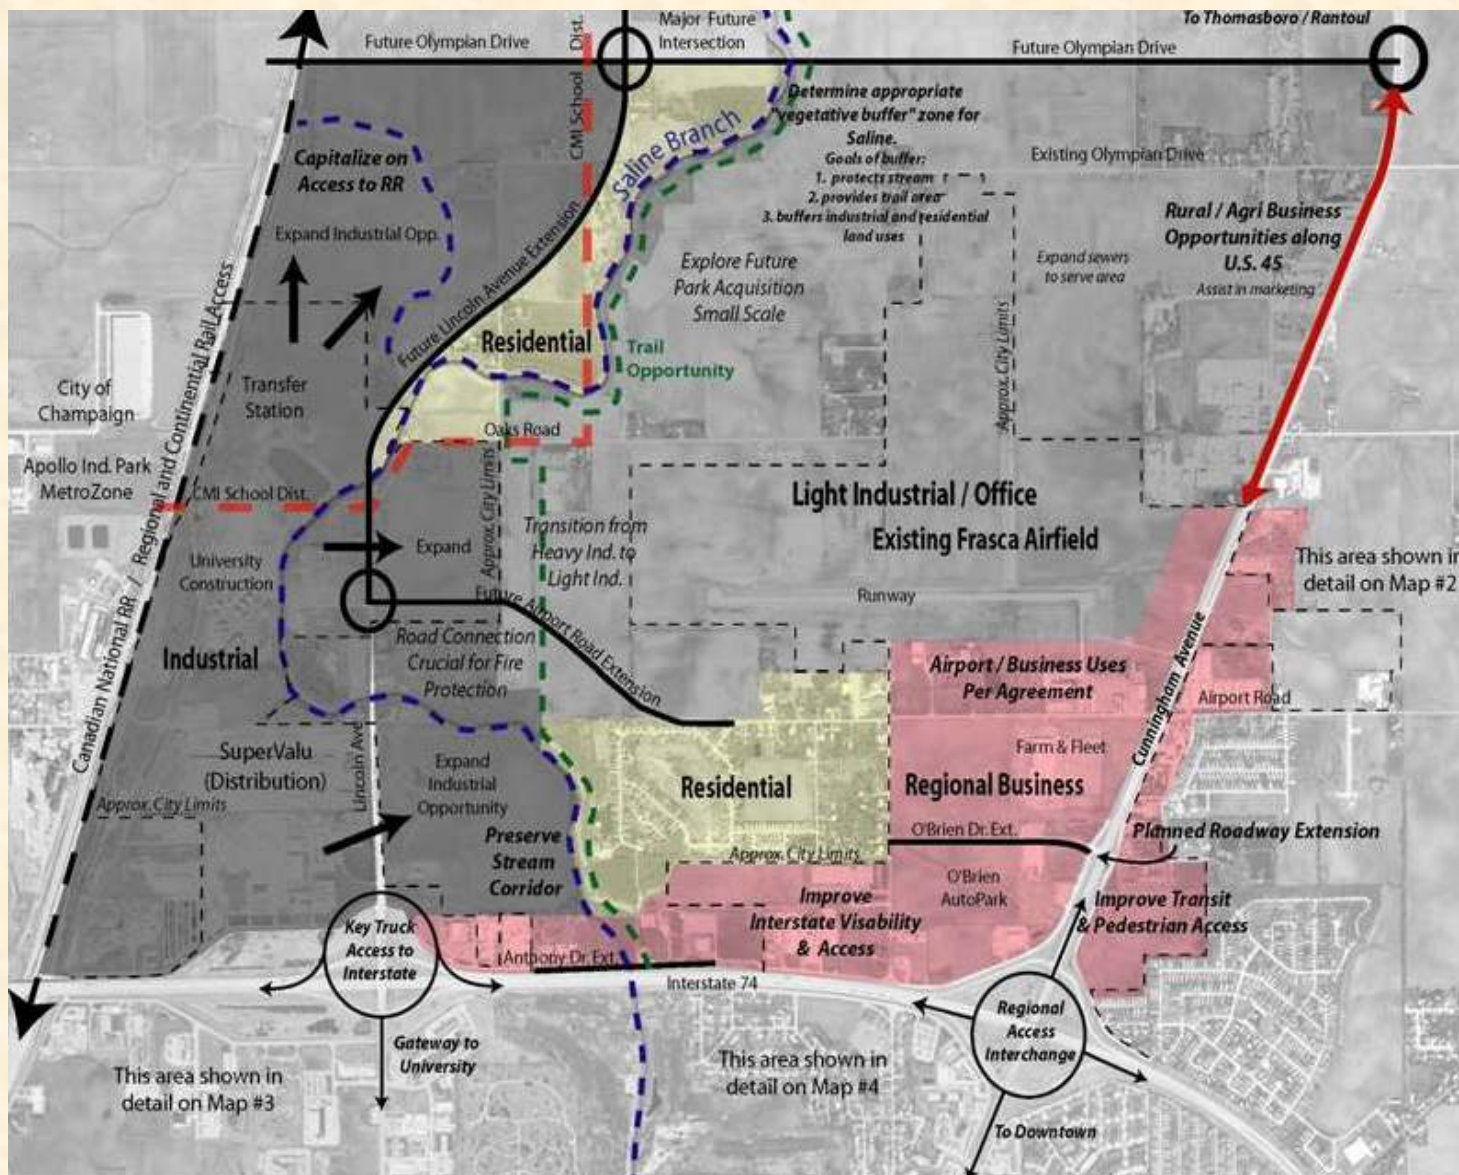 To Thomasboro / Rantoul
Future Olympian Drive
CMI School Dist.
Major Future
Intersection
Future Olympian Drive
Determine appropriate
"vegetative buffer" zone for
Saline.
Goals of buffer:
1. protects stream
2. provides trail area
3. buffers industrial and residential
land uses
Saline Branch
Capitalize on
Access to RR
Expand Industrial Opp.
Existing Olympian Drive
Rural / Agri Business
Opportunities along
U.S. 45
Assist in marketing
Explore Future
Park Acquisition
Small Scale
Expand sewers
to serve area
Future Lincoln Avenue Extension
Residential
Trail
Opportunity
Approx. City Limits
Canadian National RR / Regional and Continental Rail Access
City of
Champaign
Transfer
Station
Oaks Road
Apollo Ind. Park
MetroZone
CMI School Dist.
Approx. City Limits
Light Industrial / Office
Existing Frasca Airfield
Transition from
Heavy Ind. to
Light Ind.
Expand
University
Construction
This area shown in
detail on Map #2
Future Airport Road Extension
Runway
Industrial
Road Connection
Crucial for Fire
Protection
Airport / Business Uses
Per Agreement
Cunningham Avenue
Airport Road
SuperValu
(Distribution)
Lincoln Ave
Expand
Industrial
Opportunity
Farm & Fleet
Residential
Regional Business
Approx. City Limits
O'Brien Dr. Ext.
Planned Roadway Extension
Preserve
Stream
Corridor
Approx. City Limits
O'Brien
AutoPark
Improve
Interstate Visability
& Access
Improve Transit
& Pedestrian Access
Key Truck
Access to
Interstate
Anthony Dr. Ext.
Interstate 74
Regional
Access
Interchange
Gateway to
University
This area shown in
detail on Map #3
This area shown in
detail on Map #4
To Downtown